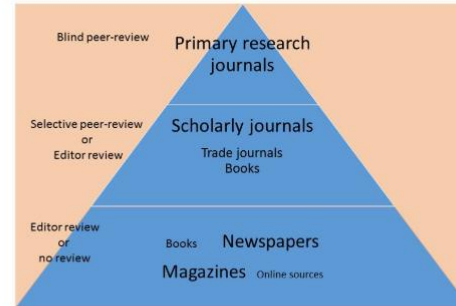 Blind peer-review
Primary research
journals
Selective peer-review
or
Editor review
Scholarly journals
Trade journals
Books
Editor review
or
no review
Books Newspapers
Magazines Online sources